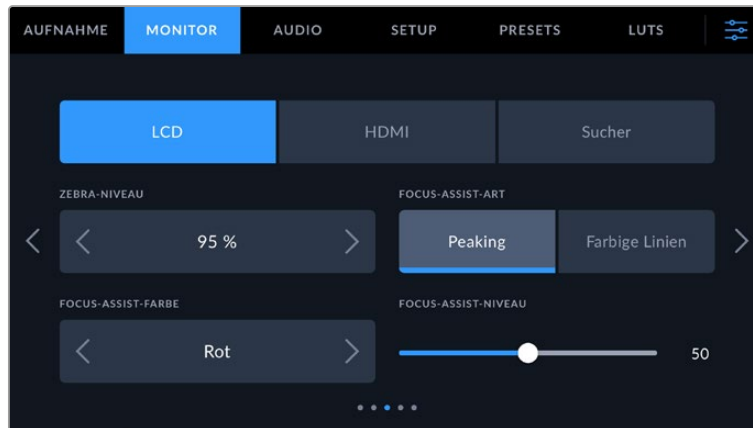 AUFNAHME MONITOR AUDIO SETUP PRESETS LUTS
LCD HDMI Sucher
ZEBRA-NIVEAU FOCUS-ASSIST-ART
95 % Peaking Farbige Linien
FOCUS-ASSIST-FARBE FOCUS-ASSIST-NIVEAU
Rot 50